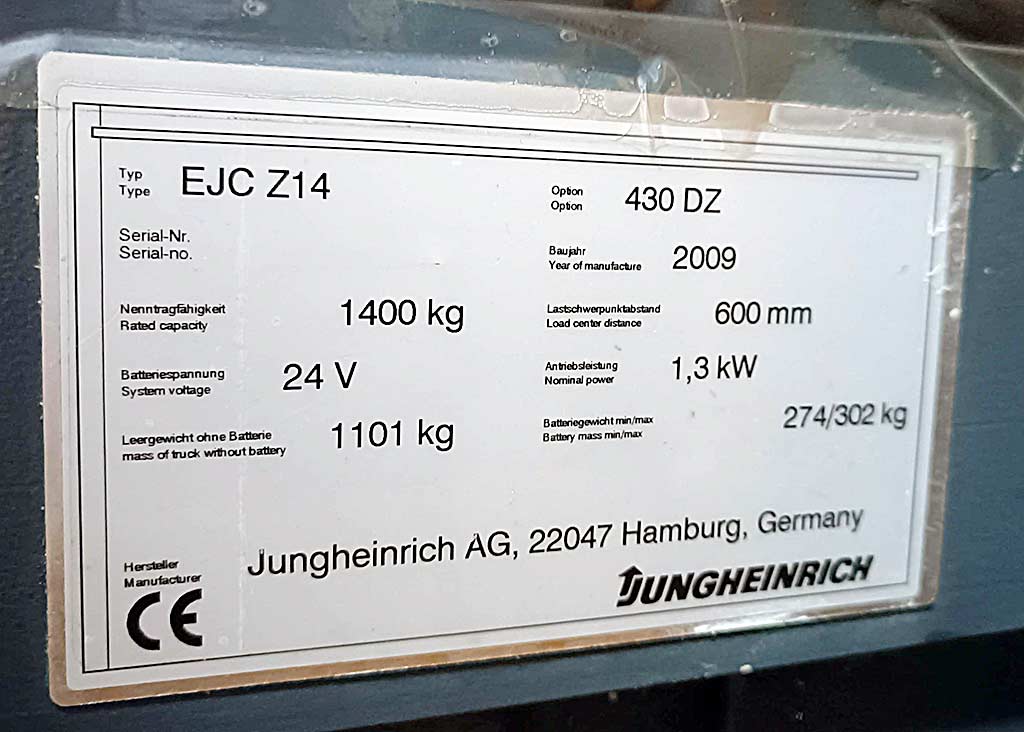 Typ
Type EJC Z14
Option
Option 430 DZ
Serial-Nr.
Serial-no.
Baujahr
Year of manufacture 2009
Nenntragfähigkeit
Rated capacity 1400 kg
Lastschwerpunktabstand
Load center distance 600 mm
Batteriespannung
System voltage 24 V
Antriebsleistung
Nominal power 1,3 kW
Leergewicht ohne Batterie
mass of truck without battery 1101 kg
Batteriegewicht min/max
Battery mass min/max 274/302 kg
Hersteller
Manufacturer Jungheinrich AG, 22047 Hamburg, Germany
CE
JUNGHEINRICH